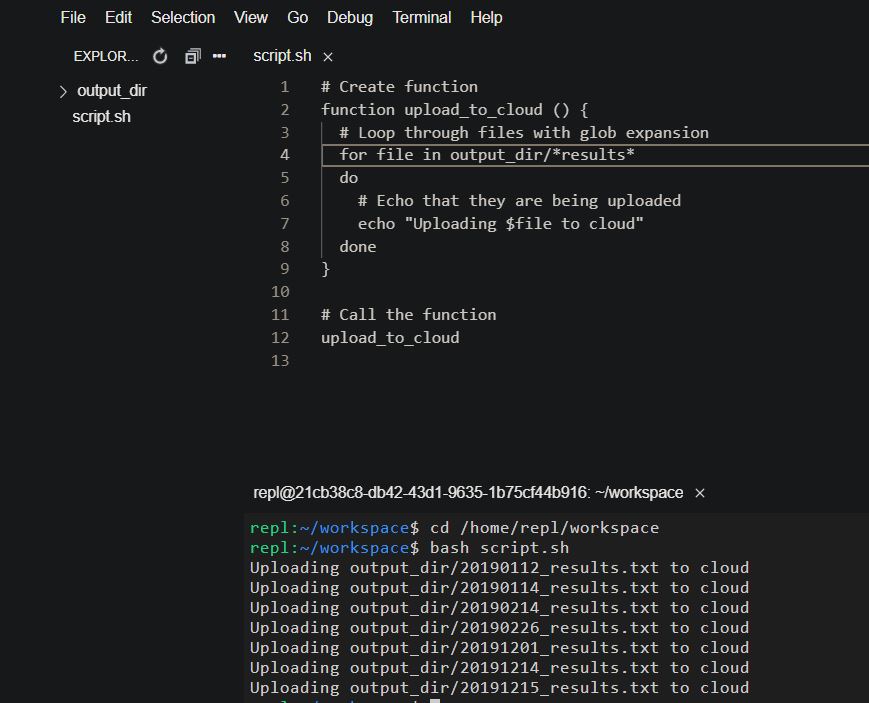 File Edit Selection View Go Debug Terminal Help
EXPLOR... script.sh ×
output_dir
script.sh
1 # Create function
2 function upload_to_cloud () {
3 # Loop through files with glob expansion
4 for file in output_dir/*results*
5 do
6 # Echo that they are being uploaded
7 echo "Uploading $file to cloud"
8 done
9 }
10
11 # Call the function
12 upload_to_cloud
13
repl@21cb38c8-db42-43d1-9635-1b75cf44b916: ~/workspace ×
repl:~/workspace$ cd /home/repl/workspace
repl:~/workspace$ bash script.sh
Uploading output_dir/20190112_results.txt to cloud
Uploading output_dir/20190114_results.txt to cloud
Uploading output_dir/20190214_results.txt to cloud
Uploading output_dir/20190226_results.txt to cloud
Uploading output_dir/20191201_results.txt to cloud
Uploading output_dir/20191214_results.txt to cloud
Uploading output_dir/20191215_results.txt to cloud